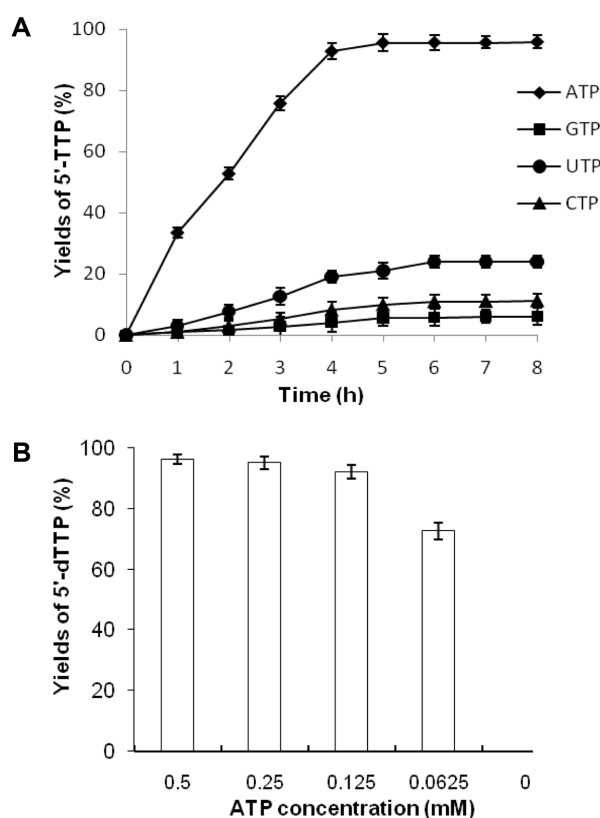 A
Yields of 5'-TTP (%)
100
80
60
40
20
0
0 1 2 3 4 5 6 7 8
Time (h)
ATP
GTP
UTP
CTP
B
Yields of 5'-dTTP (%)
100
80
60
40
20
0
0.5 0.25 0.125 0.0625 0
ATP concentration (mM)